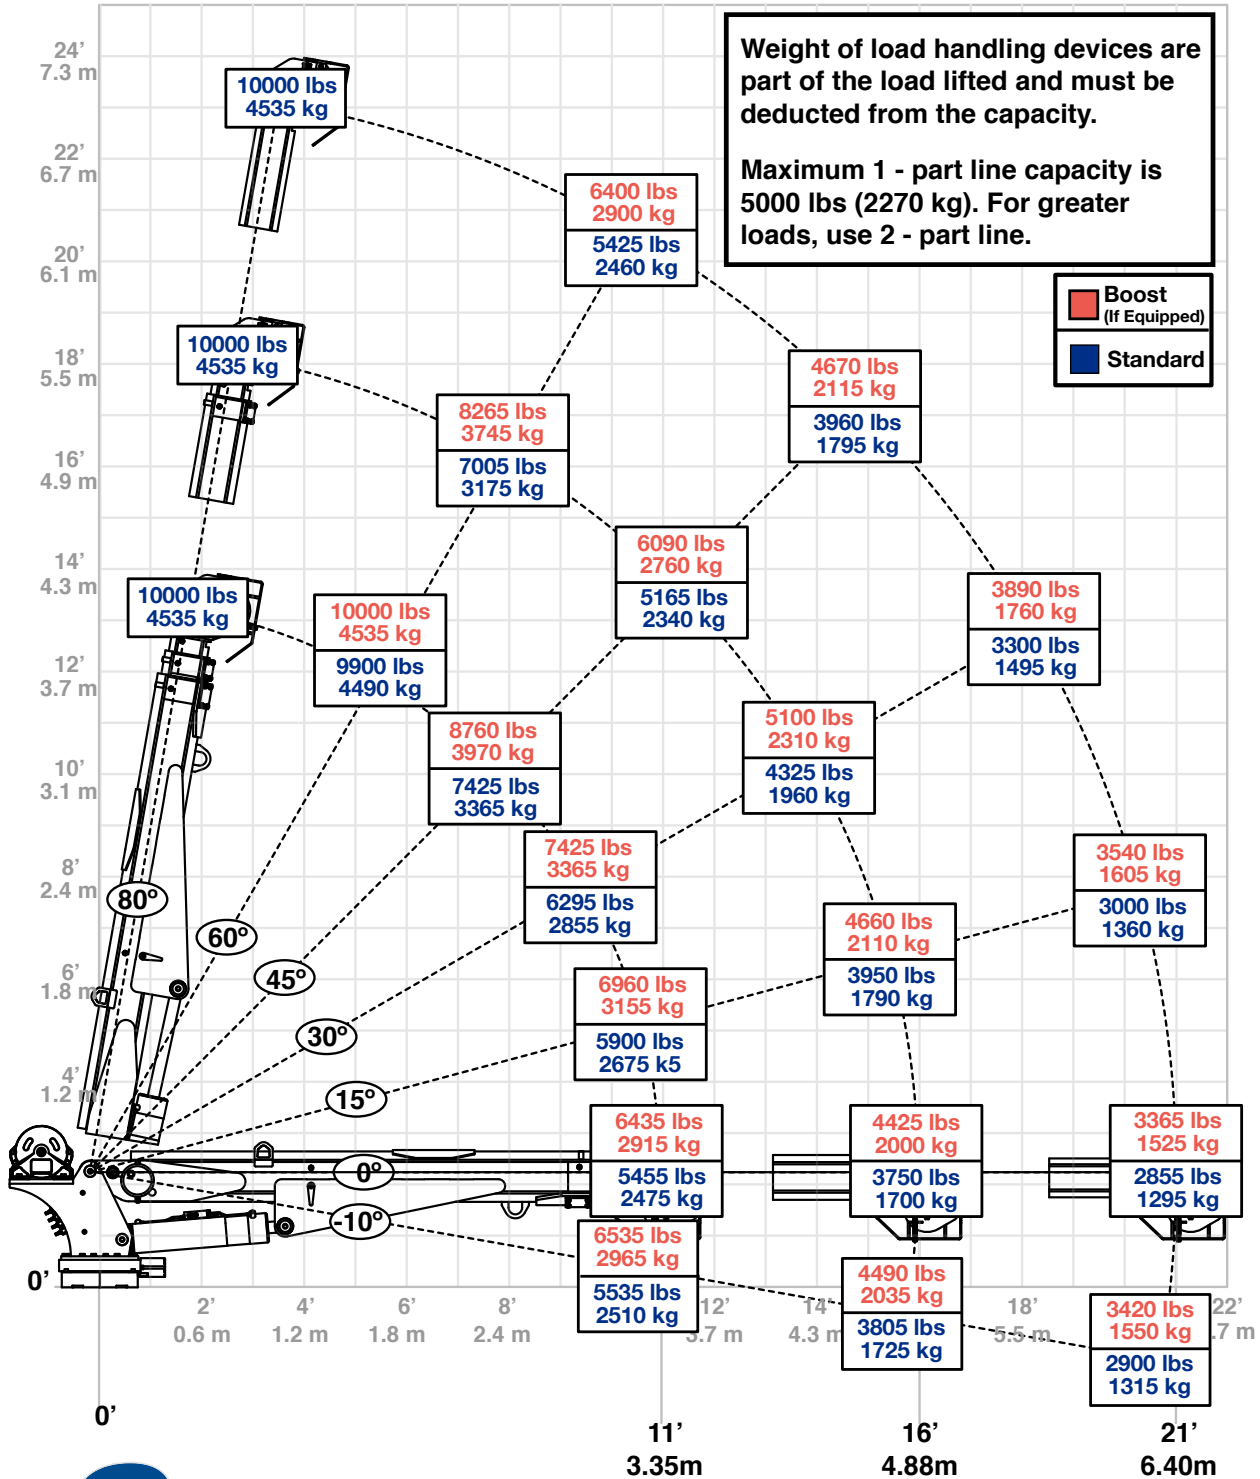 24'
7.3 m
10000 lbs
4535 kg
Weight of load handling devices are
part of the load lifted and must be
deducted from the capacity.
Maximum 1 - part line capacity is
5000 lbs (2270 kg). For greater
loads, use 2 - part line.
22'
6.7 m
6400 lbs
2900 kg
5425 lbs
2460 kg
20'
6.1 m
Boost
(If Equipped)
Standard
18'
5.5 m
10000 lbs
4535 kg
4670 lbs
2115 kg
3960 lbs
1795 kg
8265 lbs
3745 kg
7005 lbs
3175 kg
16'
4.9 m
6090 lbs
2760 kg
5165 lbs
2340 kg
14'
4.3 m
10000 lbs
4535 kg
10000 lbs
4535 kg
9900 lbs
4490 kg
3890 lbs
1760 kg
3300 lbs
1495 kg
12'
3.7 m
8760 lbs
3970 kg
7425 lbs
3365 kg
5100 lbs
2310 kg
4325 lbs
1960 kg
10'
3.1 m
7425 lbs
3365 kg
6295 lbs
2855 kg
3540 lbs
1605 kg
3000 lbs
1360 kg
8'
2.4 m
80º
60º
45º
30º
15º
0º
-10º
4660 lbs
2110 kg
3950 lbs
1790 kg
6'
1.8 m
6960 lbs
3155 kg
5900 lbs
2675 k5
4'
1.2 m
6435 lbs
2915 kg
5455 lbs
2475 kg
4425 lbs
2000 kg
3750 lbs
1700 kg
3365 lbs
1525 kg
2855 lbs
1295 kg
6535 lbs
2965 kg
5535 lbs
2510 kg
4490 lbs
2035 kg
3805 lbs
1725 kg
3420 lbs
1550 kg
2900 lbs
1315 kg
0'
2' 4' 6' 8' 12' 14' 18' 22'
0.6 m 1.2 m 1.8 m 2.4 m 3.7 m 4.3 m 5.5 m .7 m
0'
11' 16' 21'
3.35m 4.88m 6.40m